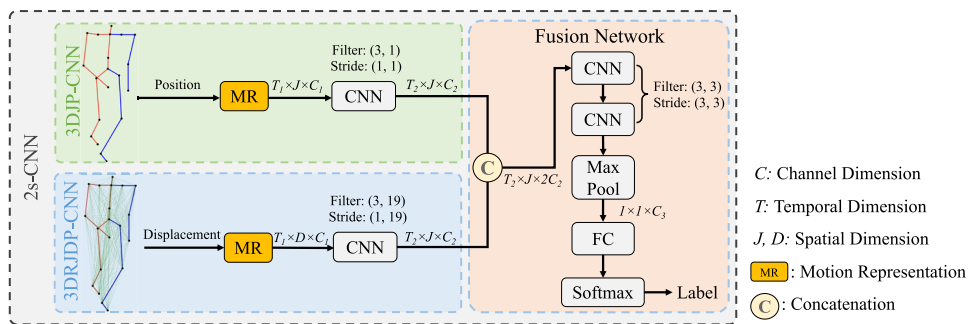 2s-CNN
3DJP-CNN
Position
MR
T₁×J×C₁
Filter: (3, 1)
Stride: (1, 1)
CNN
T₂×J×C₂
3DRJDP-CNN
Displacement
MR
T₁×D×C₁
Filter: (3, 19)
Stride: (1, 19)
CNN
T₂×J×C₂
C
T₂×J×2C₂
Fusion Network
CNN
CNN
Filter: (3, 3)
Stride: (3, 3)
Max
Pool
1×1×C₃
FC
Softmax
Label
C: Channel Dimension
T: Temporal Dimension
J, D: Spatial Dimension
MR : Motion Representation
C : Concatenation